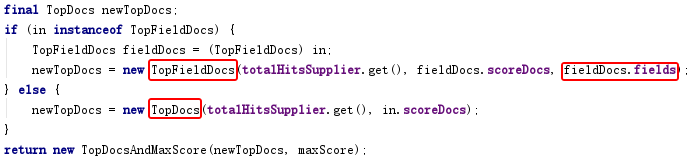 final TopDocs newTopDocs;
if (in instanceof TopFieldDocs) {
    TopFieldDocs fieldDocs = (TopFieldDocs) in;
    newTopDocs = new TopFieldDocs(totalHitsSupplier.get(), fieldDocs.scoreDocs, fieldDocs.fields);
} else {
    newTopDocs = new TopDocs(totalHitsSupplier.get(), in.scoreDocs);
}
return new TopDocsAndMaxScore(newTopDocs, maxScore);